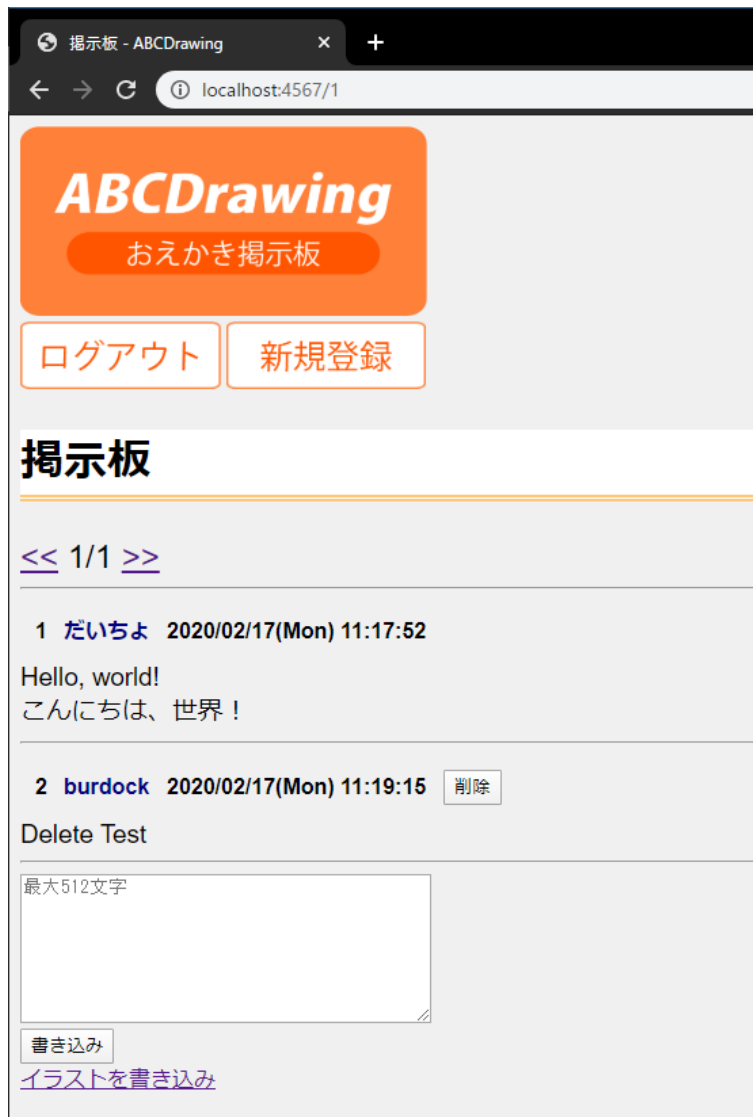 掲示板 - ABCDrawing
localhost:4567/1
ABCDrawing
おえかき掲示板
ログアウト 新規登録
掲示板
<< 1/1 >>
1 だいちょ 2020/02/17(Mon) 11:17:52
Hello, world!
こんにちは、世界！
2 burdock 2020/02/17(Mon) 11:19:15 削除
Delete Test
最大512文字
書き込み
イラストを書き込み